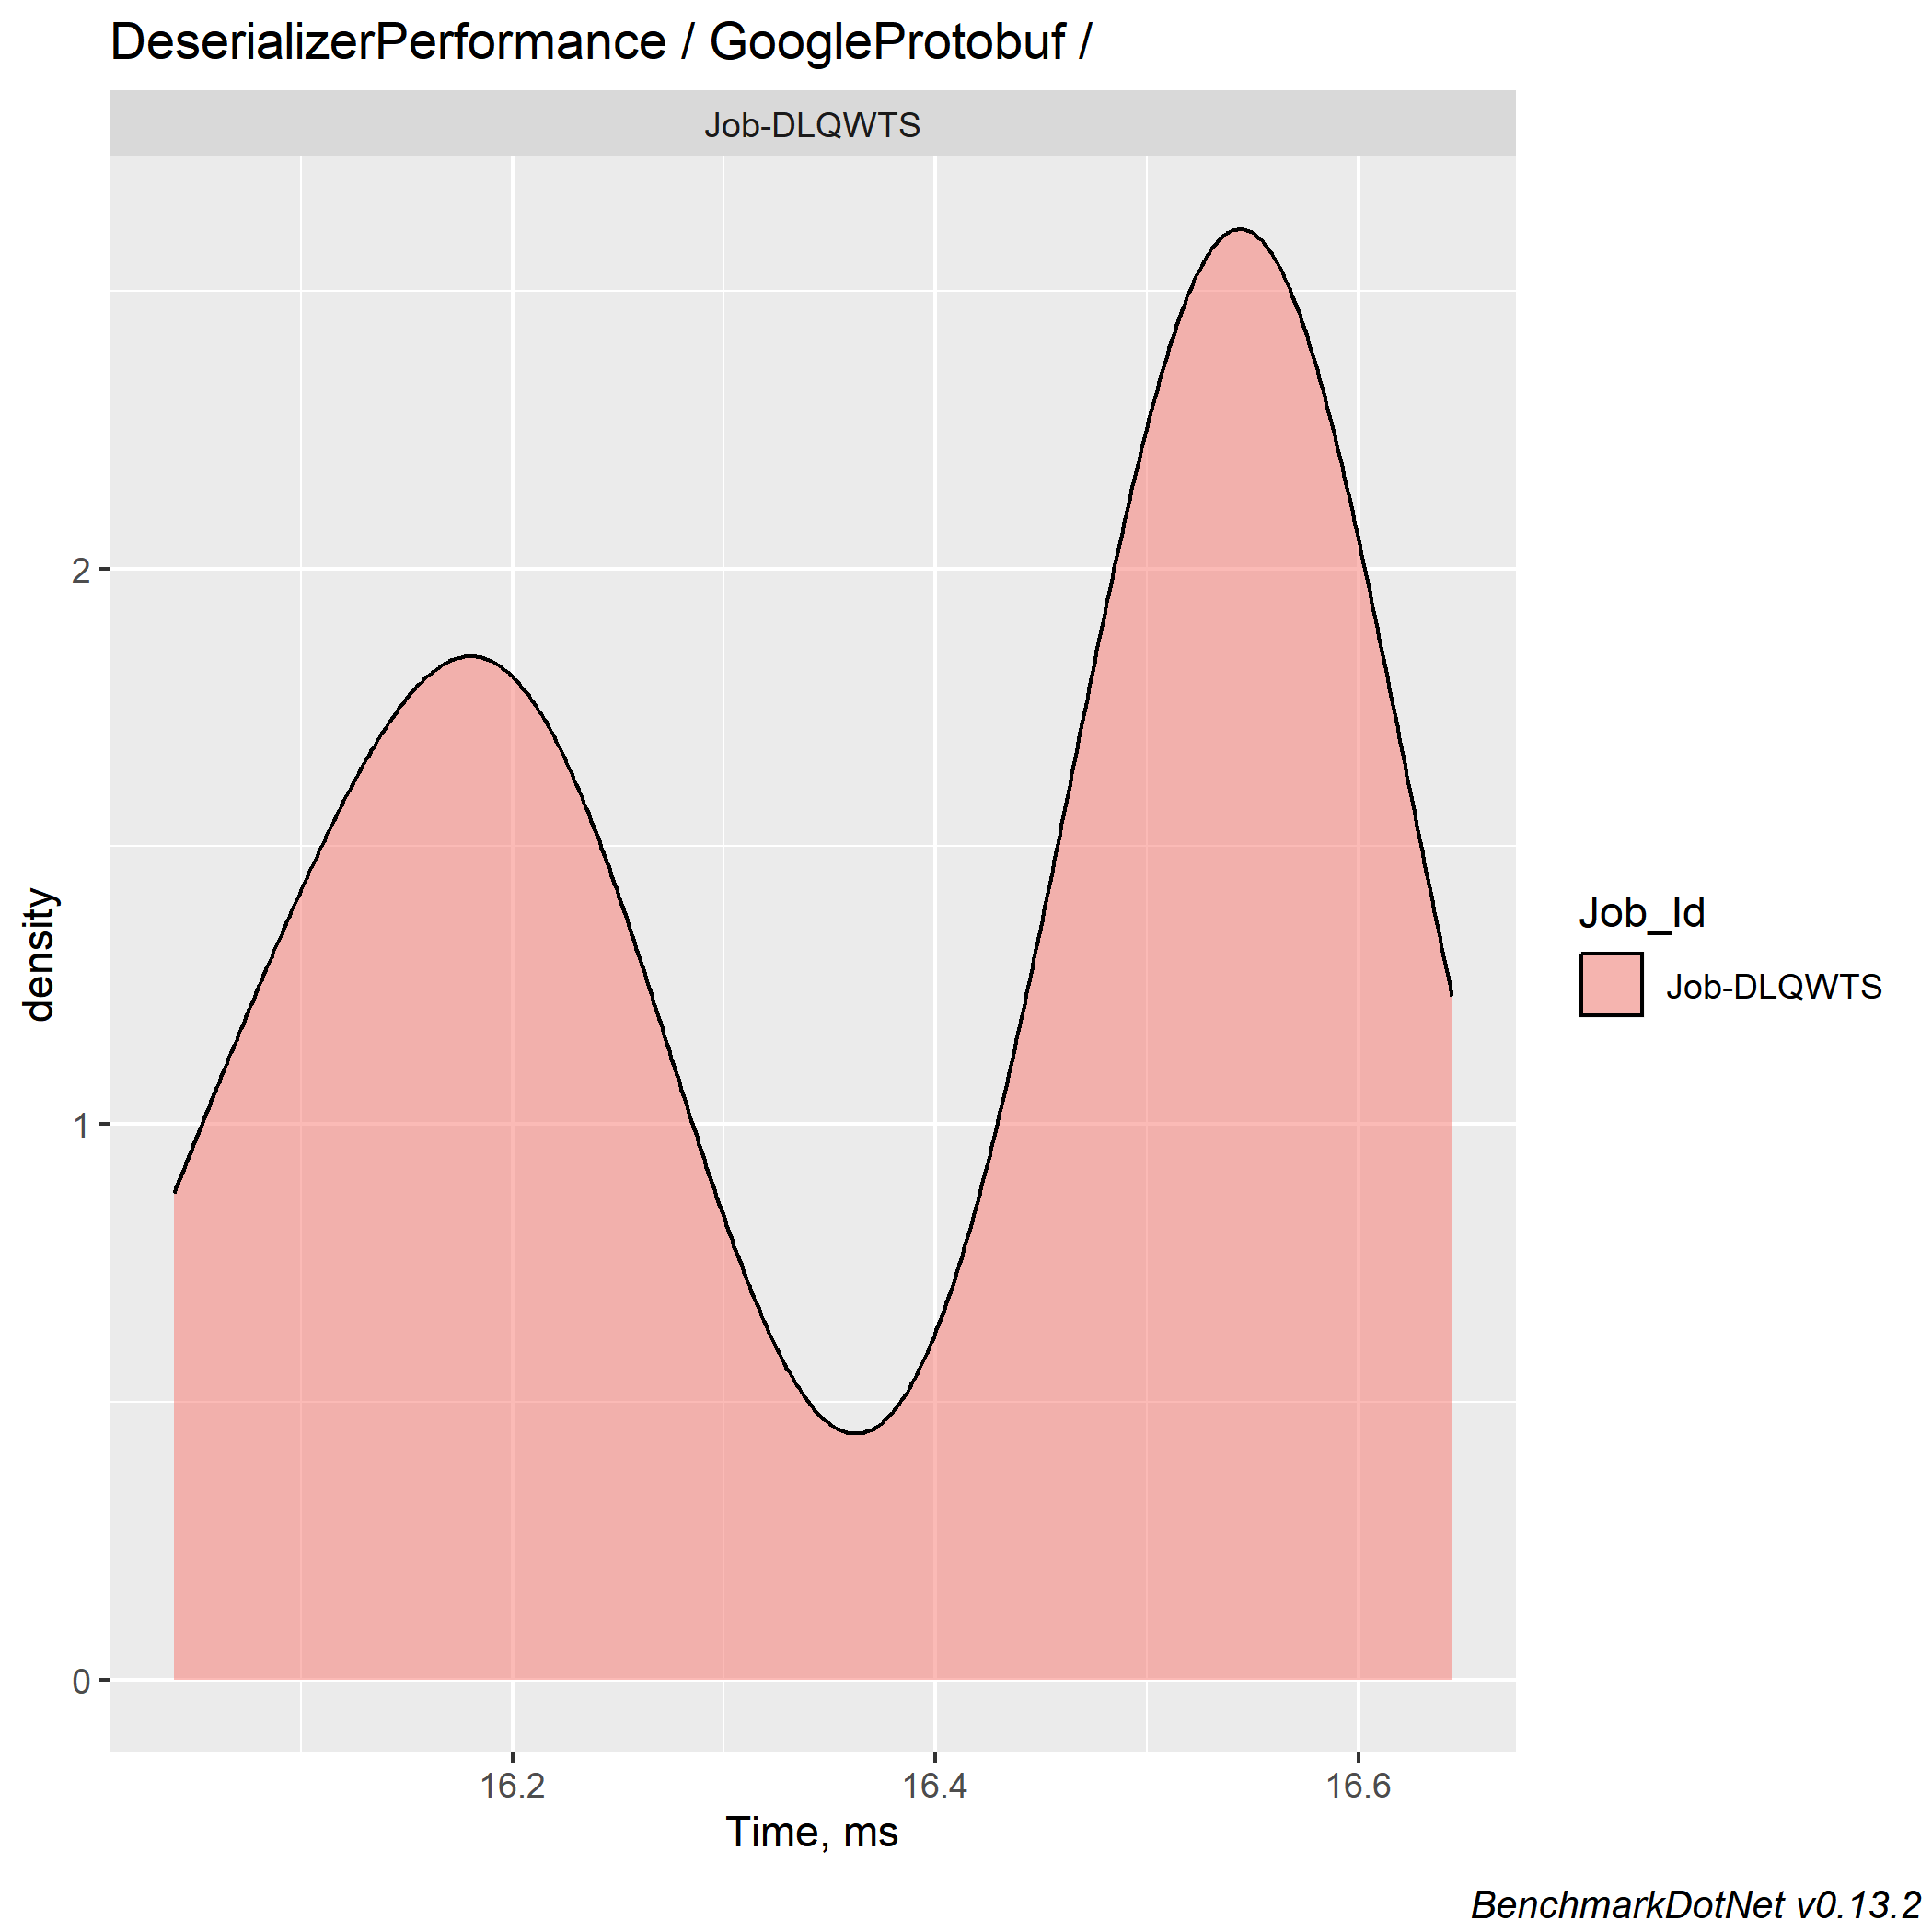 DeserializerPerformance / GoogleProtobuf /
Job-DLQWTS
density
2
1
0
16.2 16.4 16.6
Time, ms
Job_Id
Job-DLQWTS
BenchmarkDotNet v0.13.2